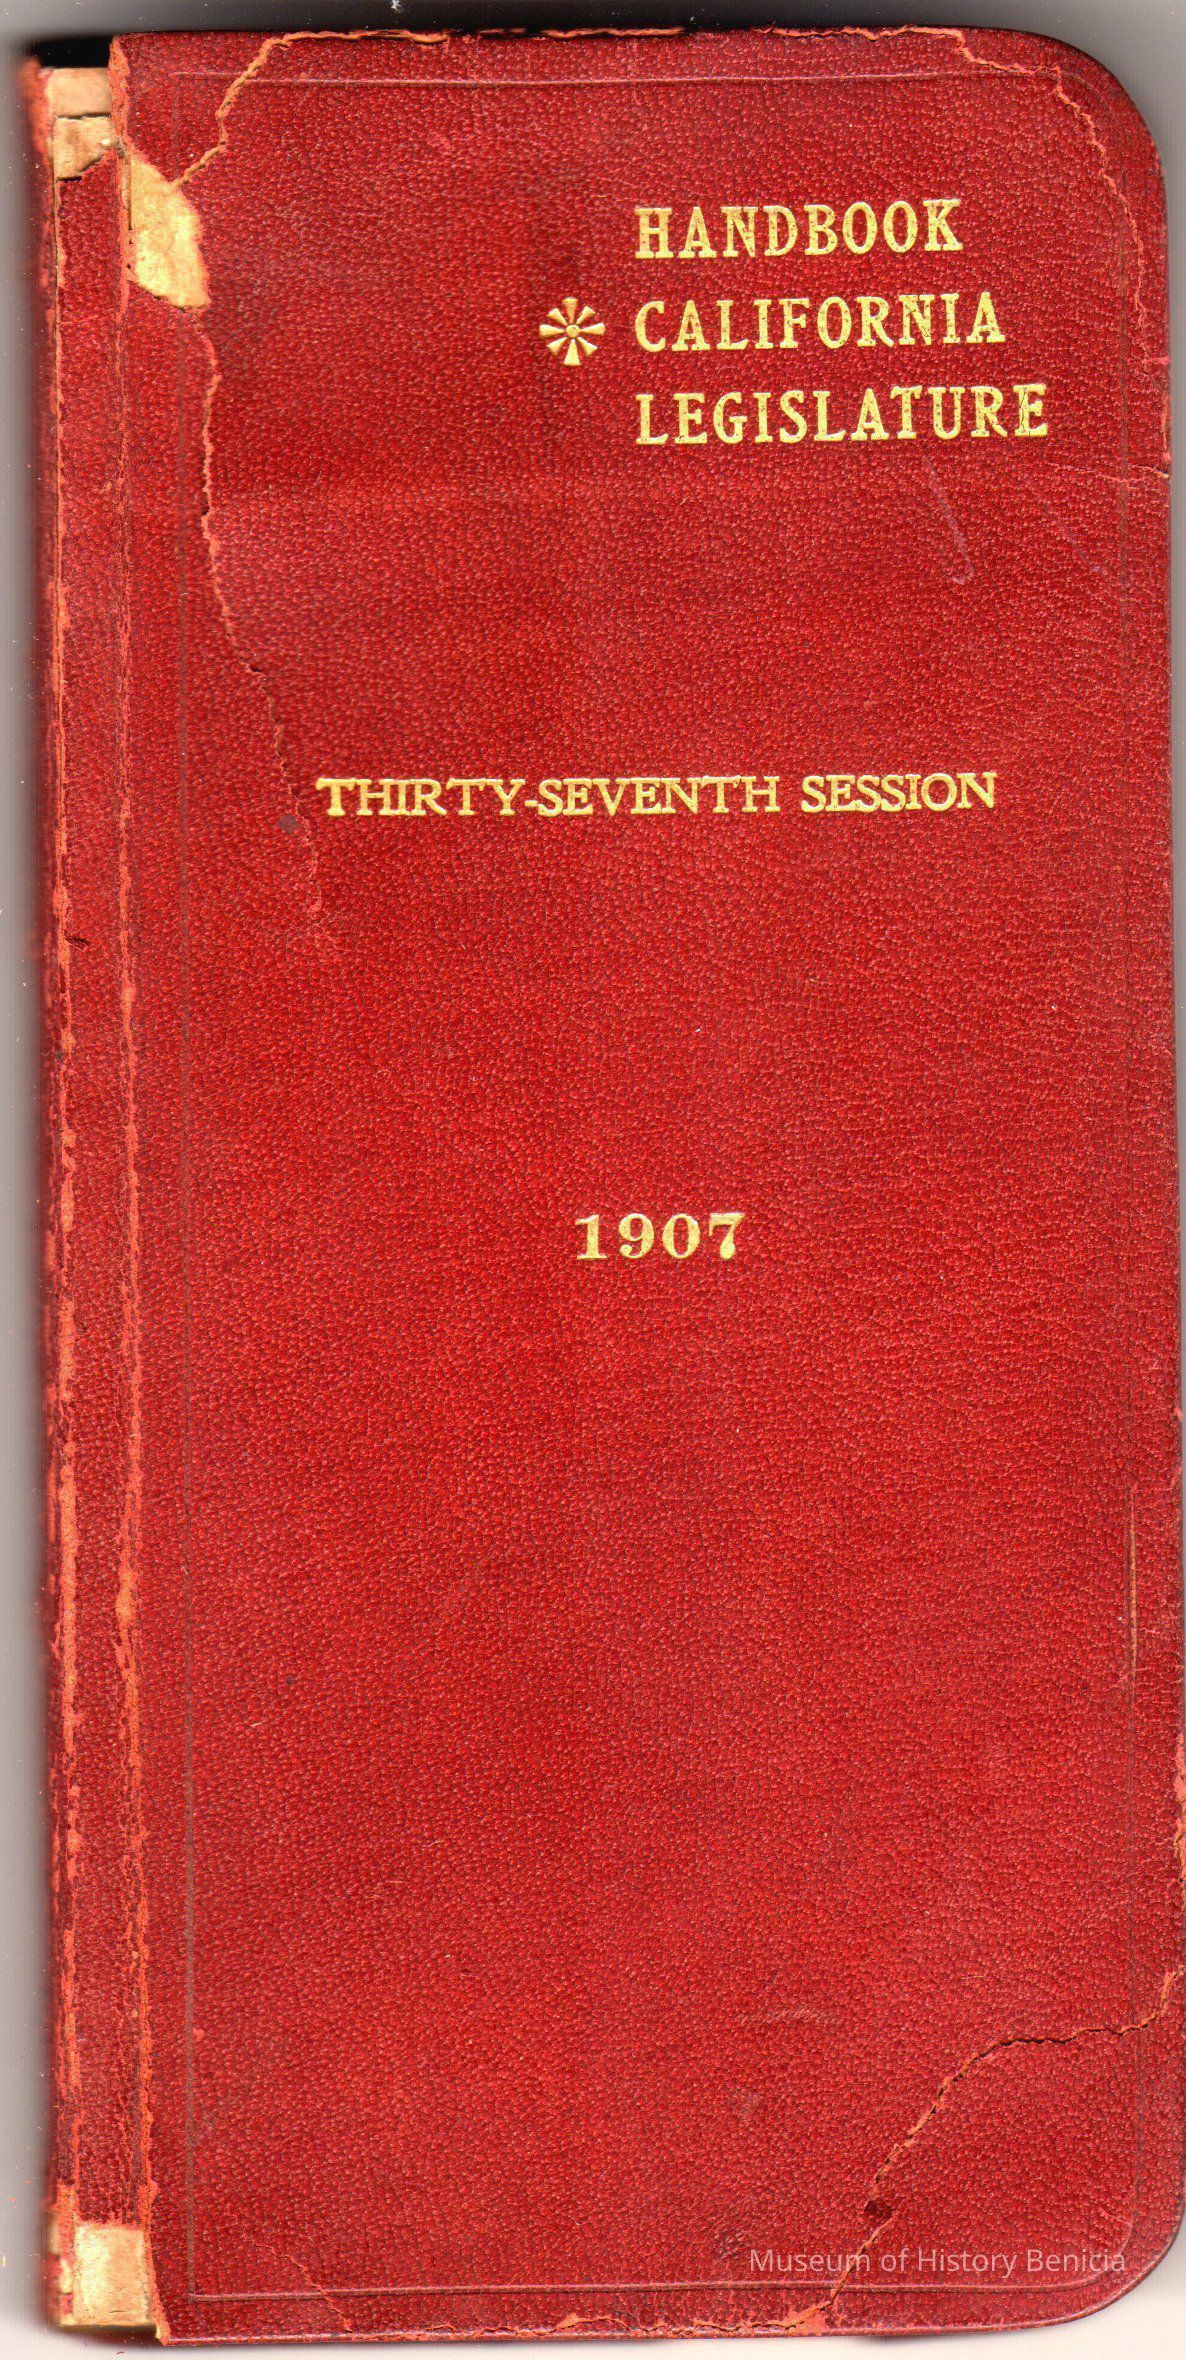 HANDBOOK
CALIFORNIA
LEGISLATURE
THIRTY-SEVENTH SESSION
1907
Museum of History Benicia